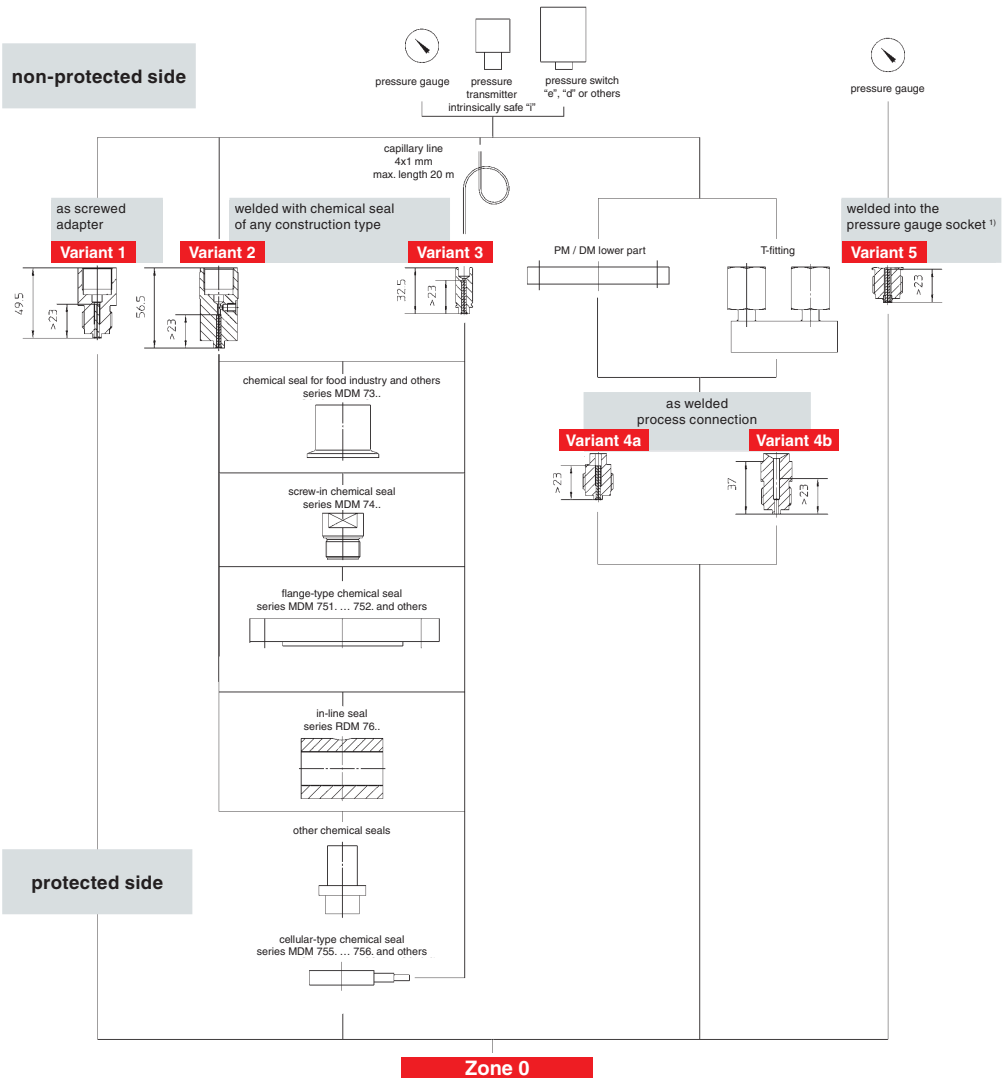 non-protected side
pressure gauge
pressure
transmitter
intrinsically safe "i"
pressure switch
"e", "d" or others
pressure gauge
capillary line
4x1 mm
max. length 20 m
as screwed
adapter
Variant 1
welded with chemical seal
of any construction type
Variant 2
Variant 3
PM / DM lower part
T-fitting
welded into the
pressure gauge socket 1)
Variant 5
49.5
>23
56.5
>23
32.5
>23
>23
chemical seal for food industry and others
series MDM 73..
as welded
process connection
Variant 4a
Variant 4b
>23
37
>23
screw-in chemical seal
series MDM 74..
flange-type chemical seal
series MDM 751. ... 752. and others
in-line seal
series RDM 76..
other chemical seals
protected side
cellular-type chemical seal
series MDM 755. ... 756. and others
Zone 0